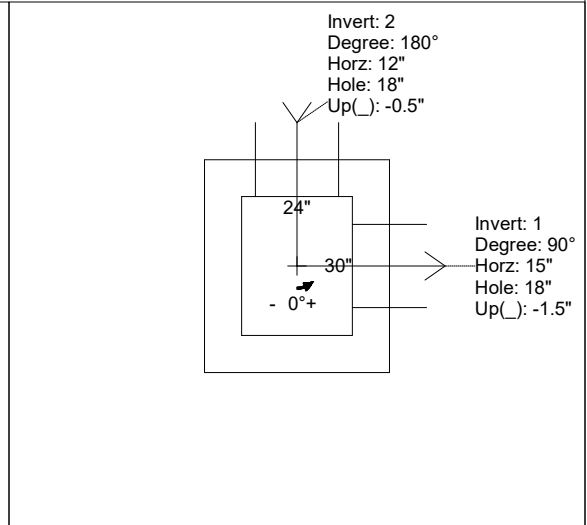 Invert: 2
Degree: 180°
Horz: 12"
Hole: 18"
Up(_): -0.5"
24"
30"
- 0°+
Invert: 1
Degree: 90°
Horz: 15"
Hole: 18"
Up(_): -1.5"